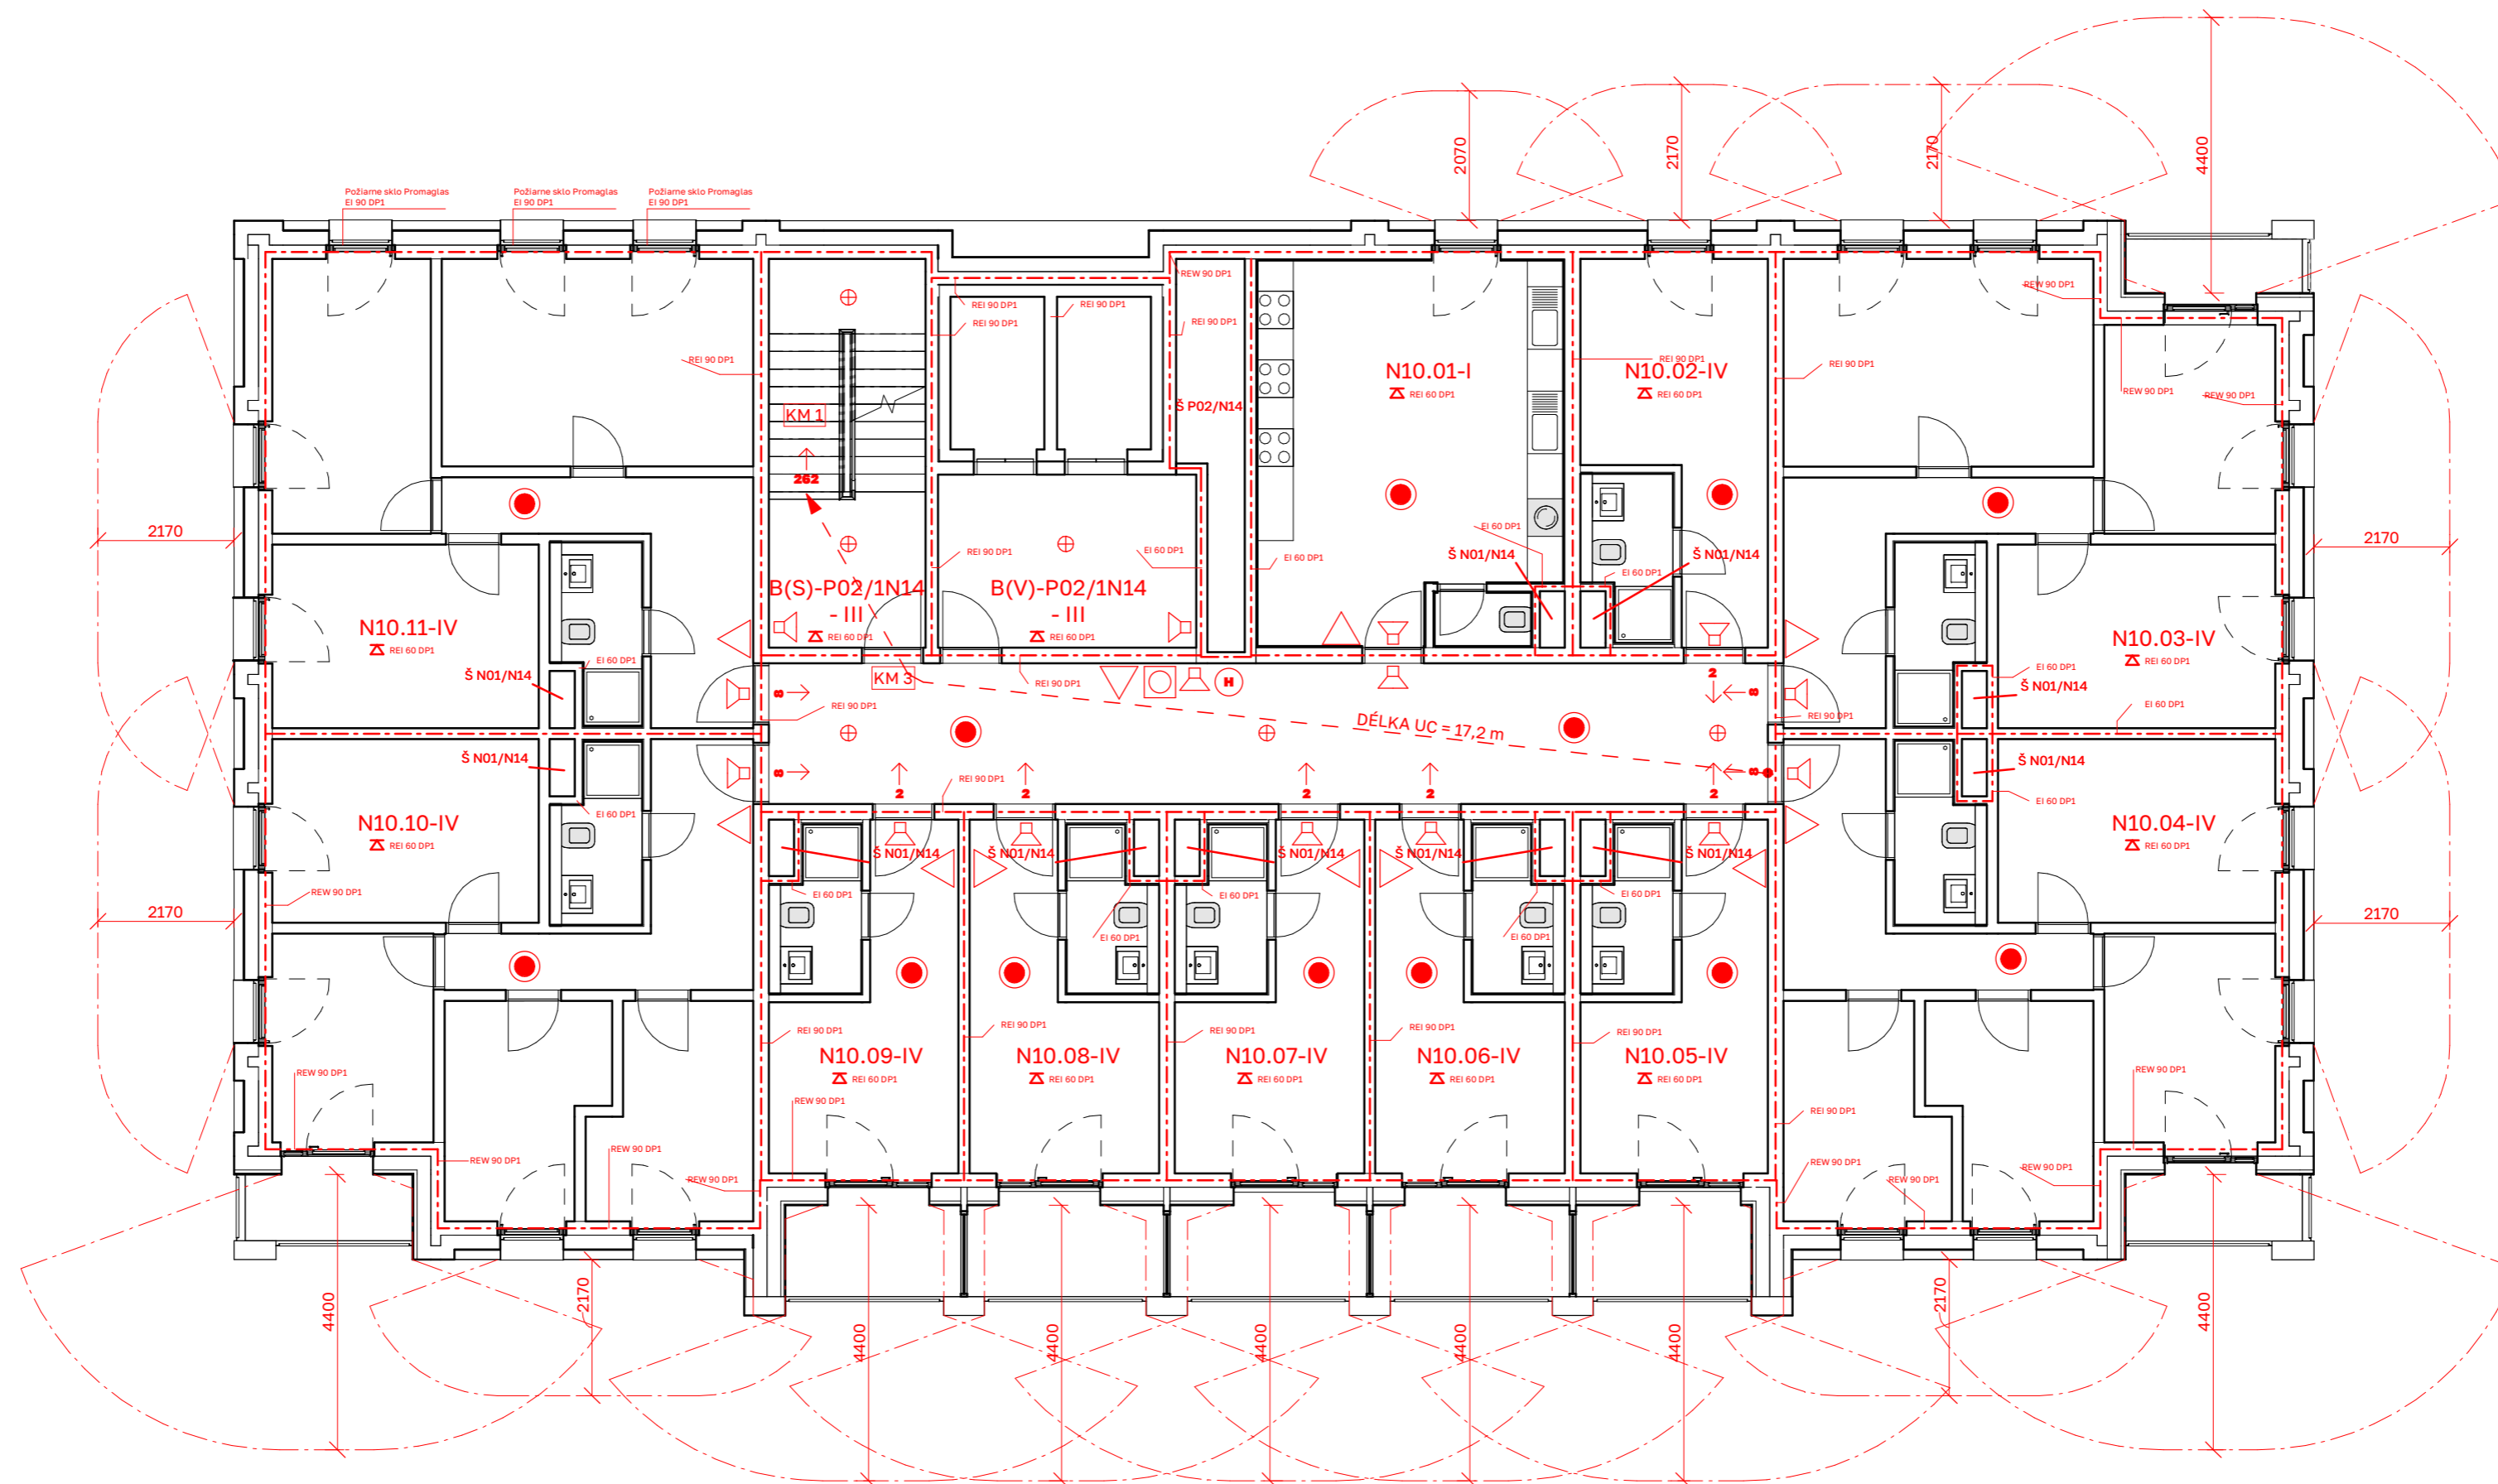 2070
2170
2170
4400
Požiarne sklo Promaglas
EI 90 DP1
Požiarne sklo Promaglas
EI 90 DP1
Požiarne sklo Promaglas
EI 90 DP1
REW 90 DP1
REI 90 DP1
REI 90 DP1
REI 90 DP1
REI 90 DP1
REW 90 DP1
REI 90 DP1
REI 90 DP1
REI 90 DP1
N10.01-I
REI 60 DP1
N10.02-IV
REI 60 DP1
REW 90 DP1
REW 90 DP1
KM 1
Š P02/N14
262
2170
EI 60 DP1
2170
REI 90 DP1
EI 60 DP1
EI 60 DP1
Š N01/N14
Š N01/N14
EI 60 DP1
B(S)-P02/1N14
- III
REI 60 DP1
B(V)-P02/1N14
- III
REI 60 DP1
N10.11-IV
REI 60 DP1
N10.03-IV
REI 60 DP1
EI 60 DP1
Š N01/N14
KM 3
REI 90 DP1
H
2
EI 60 DP1
Š N01/N14
8
REI 90 DP1
8
REI 90 DP1
EI 60 DP1
DÉLKA UC = 17,2 m
Š N01/N14
8
REI 90 DP1
8
Š N01/N14
2
2
2
2
2
EI 60 DP1
EI 60 DP1
N10.10-IV
REI 60 DP1
N10.04-IV
REI 60 DP1
Š N01/N14
Š N01/N14
Š N01/N14
Š N01/N14
Š N01/N14
REW 90 DP1
EI 60 DP1
EI 60 DP1
EI 60 DP1
2170
2170
EI 60 DP1
EI 60 DP1
REI 90 DP1
REI 90 DP1
REI 90 DP1
REI 90 DP1
REI 90 DP1
N10.09-IV
REI 60 DP1
N10.08-IV
REI 60 DP1
N10.07-IV
REI 60 DP1
N10.06-IV
REI 60 DP1
N10.05-IV
REI 60 DP1
REW 90 DP1
REW 90 DP1
REW 90 DP1
REI 90 DP1
REW 90 DP1
REW 90 DP1
REW 90 DP1
REW 90 DP1
REW 90 DP1
REW 90 DP1
4400
2170
4400
4400
4400
4400
4400
2170
4400